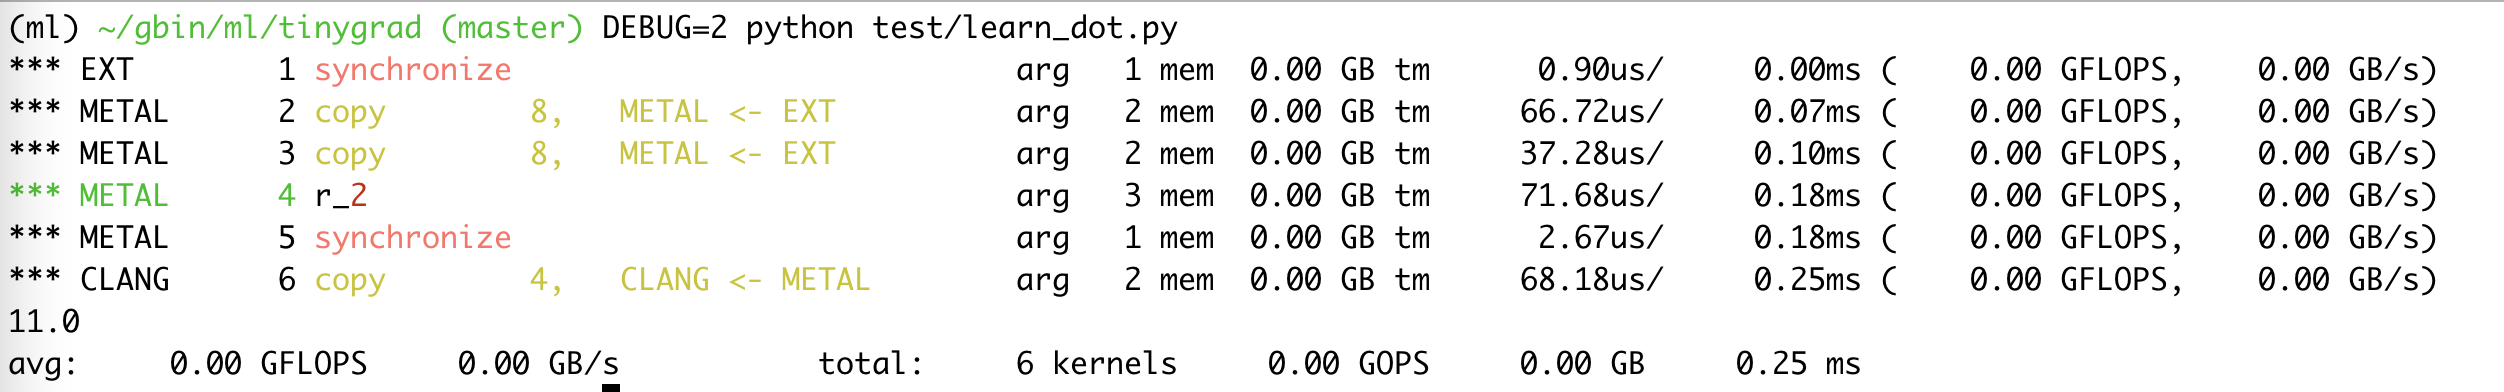 (ml) ~/gbin/ml/tinygrad (master) DEBUG=2 python test/learn_dot.py
*** EXT        1 synchronize                            arg   1 mem  0.00 GB tm      0.90us/     0.00ms (    0.00 GFLOPS,    0.00 GB/s)
*** METAL      2 copy        8,   METAL <- EXT          arg   2 mem  0.00 GB tm     66.72us/     0.07ms (    0.00 GFLOPS,    0.00 GB/s)
*** METAL      3 copy        8,   METAL <- EXT          arg   2 mem  0.00 GB tm     37.28us/     0.10ms (    0.00 GFLOPS,    0.00 GB/s)
*** METAL      4 r_2                                    arg   3 mem  0.00 GB tm     71.68us/     0.18ms (    0.00 GFLOPS,    0.00 GB/s)
*** METAL      5 synchronize                            arg   1 mem  0.00 GB tm      2.67us/     0.18ms (    0.00 GFLOPS,    0.00 GB/s)
*** CLANG      6 copy        4,   CLANG <- METAL        arg   2 mem  0.00 GB tm     68.18us/     0.25ms (    0.00 GFLOPS,    0.00 GB/s)
11.0
avg:     0.00 GFLOPS     0.00 GB/s           total:     6 kernels     0.00 GOPS     0.00 GB     0.25 ms